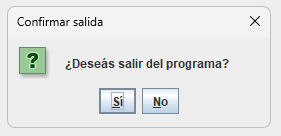 Confirmar salida
¿Deseás salir del programa?
Sí No